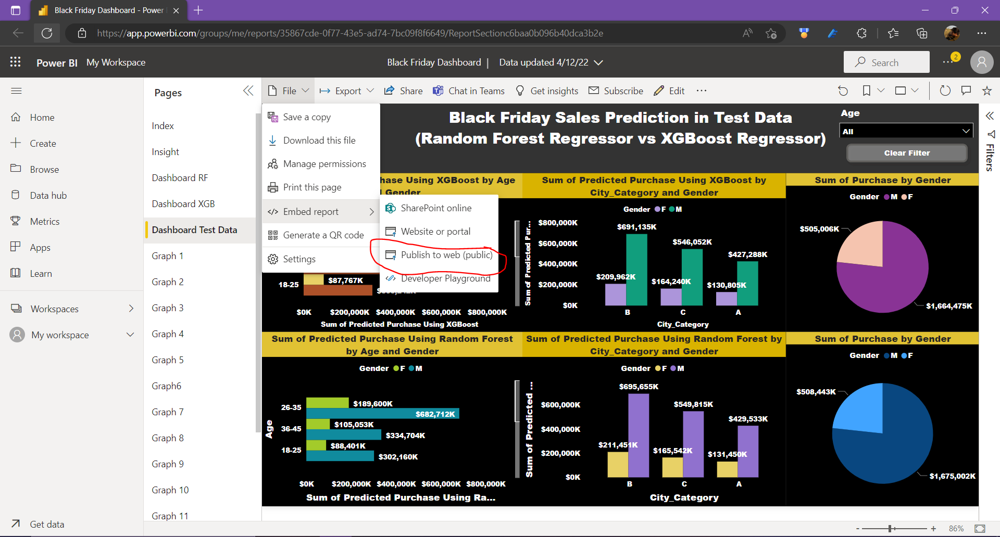 Black Friday Dashboard - Power
https://app.powerbi.com/groups/me/reports/35867cde-0f77-43e5-ad74-7bc09f8f6649/ReportSectionc6baa0b096b40dca3b2e
Power BI My Workspace
Black Friday Dashboard | Data updated 4/12/22
Search
2
Home
Create
Browse
Data hub
Metrics
Apps
Learn
Workspaces
My workspace
Get data
Pages
Index
Insight
Dashboard RF
Dashboard XGB
Dashboard Test Data
Graph 1
Graph 2
Graph 3
Graph 4
Graph 5
Graph6
Graph 7
Graph 8
Graph 9
Graph 10
Graph 11
File Export Share Chat in Teams Get insights Subscribe Edit
Save a copy
Download this file
Manage permissions
Print this page
</> Embed report
Generate a QR code
Settings
SharePoint online
Website or portal
Publish to web (public)
Developer Playground
Black Friday Sales Prediction in Test Data
(Random Forest Regressor vs XGBoost Regressor)
Age
All
Clear Filter
Filters
hase Using XGBoost by Age
Gender
18-25
$87,767K
$0K $200,000K $400,000K $600,000K $800,000K
Sum of Predicted Purchase Using XGBoost
Sum of Predicted Purchase Using XGBoost by
City_Category and Gender
Gender F M
Sum of Predicted Pur...
$800,000K
$600,000K
$400,000K
$200,000K
$0K
$691,135K
$546,052K
$427,288K
$209,962K
$164,240K
$130,805K
B C A
City_Category
Sum of Purchase by Gender
Gender M F
$505,006K
$1,664,475K
Sum of Predicted Purchase Using Random Forest
by Age and Gender
Gender F M
Age
26-35
36-45
18-25
$189,600K
$682,712K
$105,053K
$334,704K
$88,401K
$302,160K
$0K $200,000K $400,000K $600,000K $800,000K
Sum of Predicted Purchase Using Ra...
Sum of Predicted Purchase Using Random Forest by
City_Category and Gender
Gender F M
Sum of Predicted ...
$600,000K
$400,000K
$200,000K
$0K
$695,655K
$549,815K
$429,533K
$211,451K
$165,542K
$131,450K
B C A
City_Category
Sum of Purchase by Gender
Gender M F
$508,443K
$1,675,002K
- + 86%